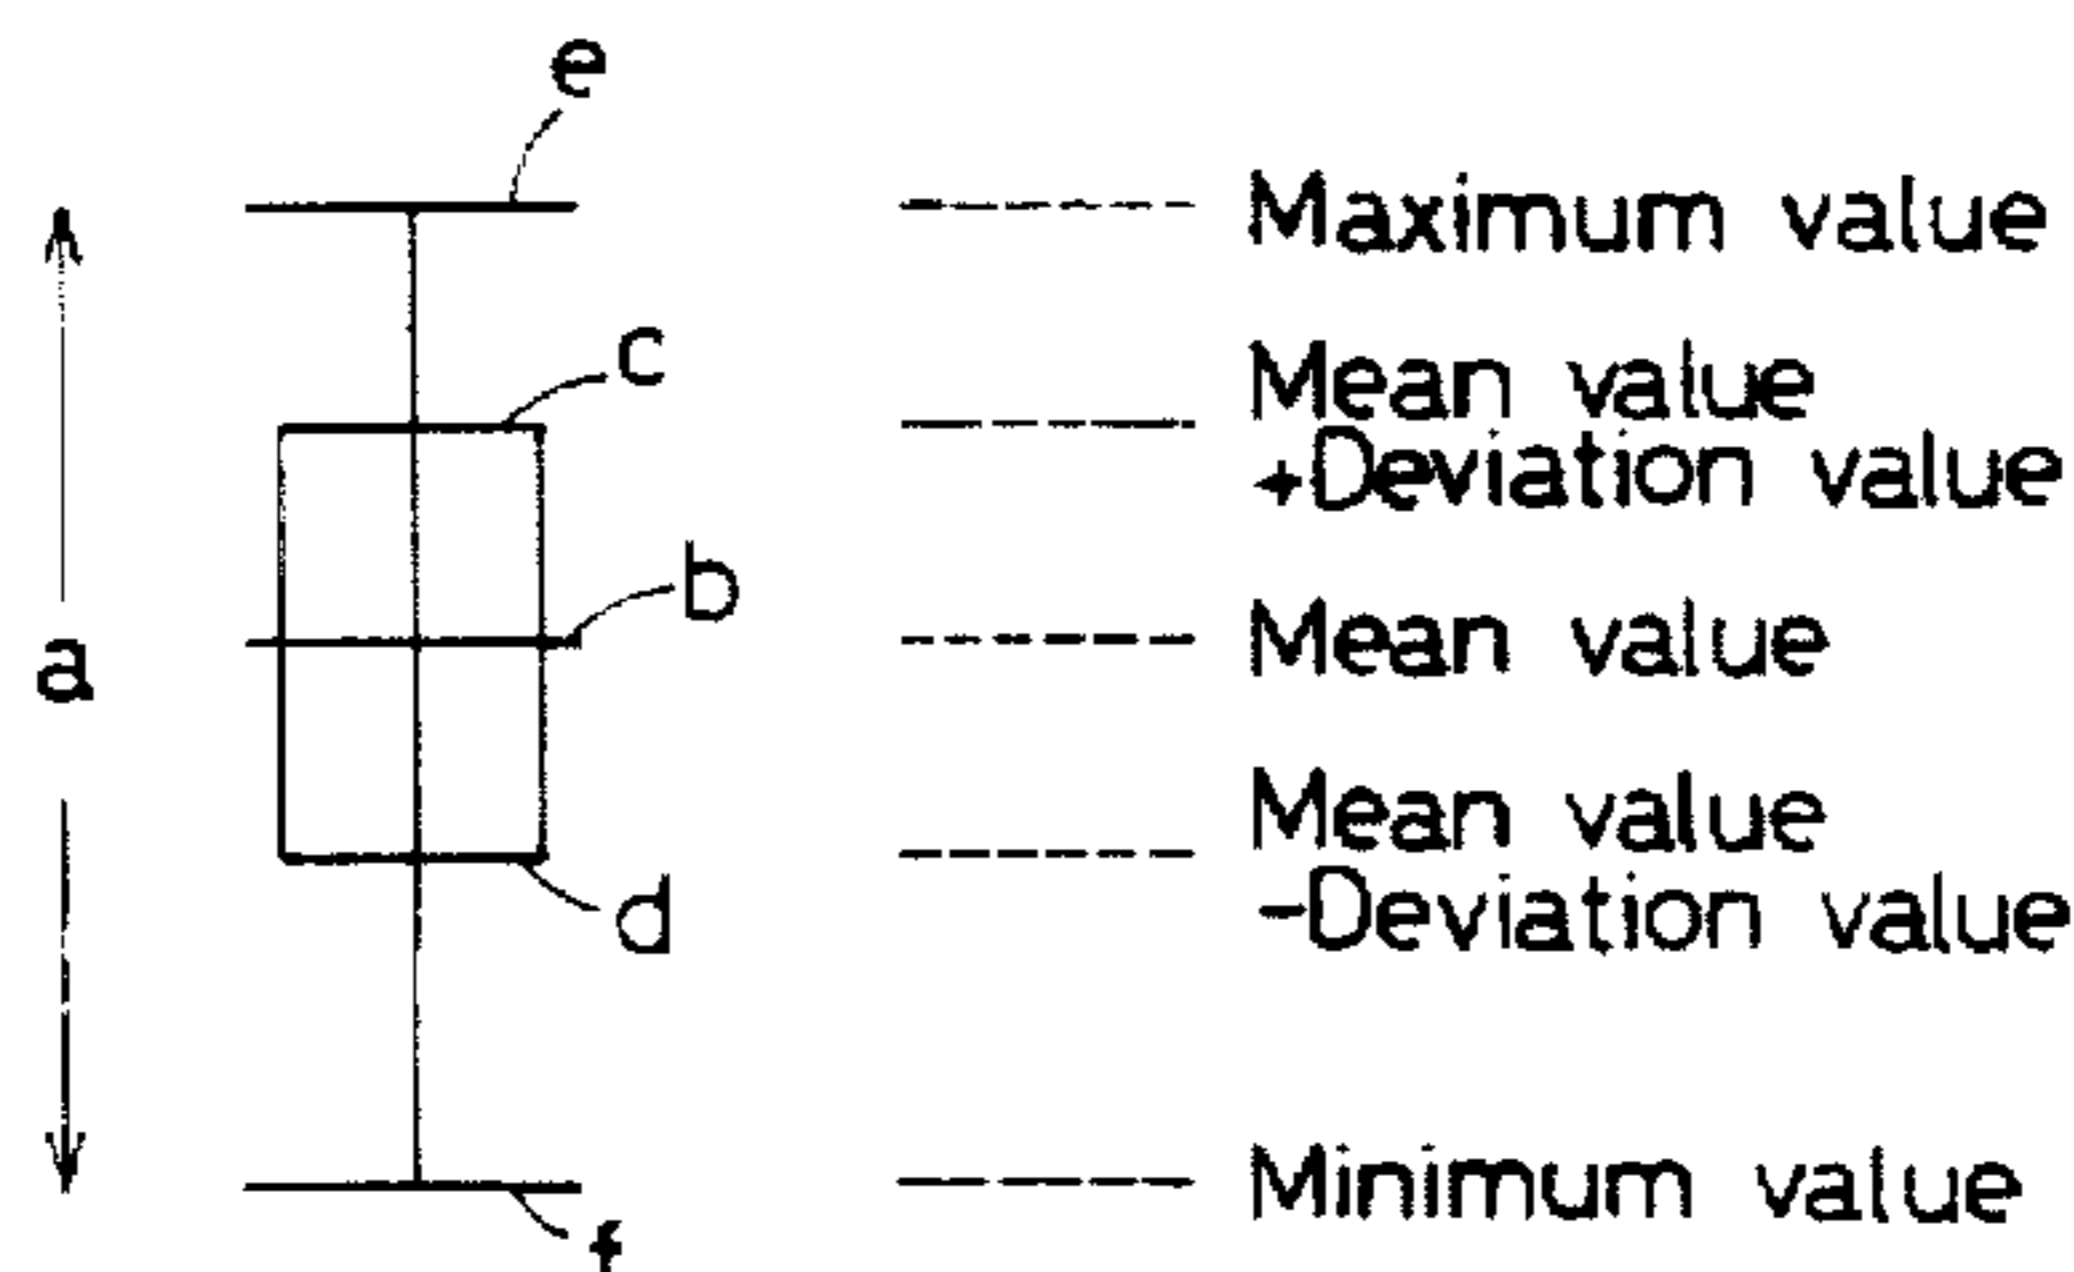 e
Maximum value
c
Mean value
+Deviation value
b
Mean value
a
Mean value
-Deviation value
d
Minimum value
f